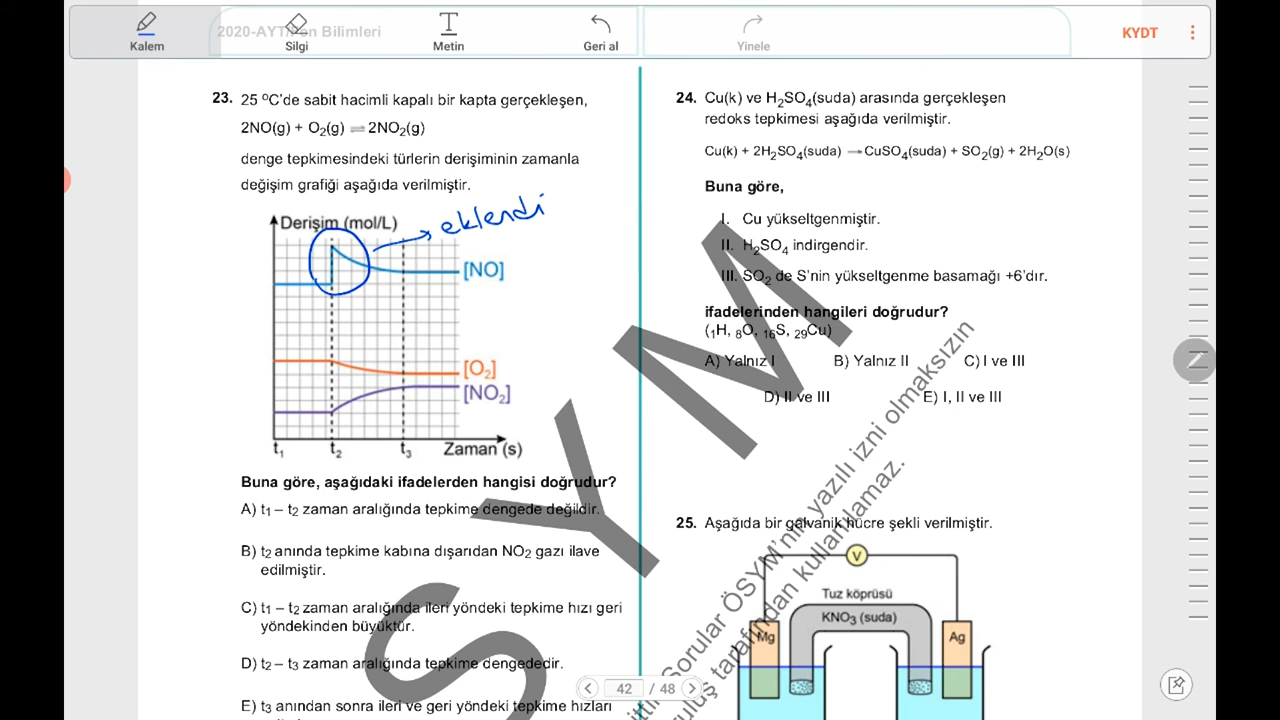 2020-AYT/Fen Bilimleri
Kalem
Silgi
Metin
Geri al
Yinele
KYDT
23. 25 °C'de sabit hacimli kapalı bir kapta gerçekleşen,
2NO(g) + O₂(g) ⇌ 2NO₂(g)
denge tepkimesindeki türlerin derişiminin zamanla
değişim grafiği aşağıda verilmiştir.
Derişim (mol/L)
eklendi
[NO]
[O₂]
[NO₂]
t₁
t₂
t₃
Zaman (s)
Buna göre, aşağıdaki ifadelerden hangisi doğrudur?
A) t₁ – t₂ zaman aralığında tepkime dengede değildir.
B) t₂ anında tepkime kabına dışarıdan NO₂ gazı ilave
edilmiştir.
C) t₁ – t₂ zaman aralığında ileri yöndeki tepkime hızı geri
yöndekinden büyüktür.
D) t₂ – t₃ zaman aralığında tepkime dengededir.
E) t₃ anından sonra ileri ve geri yöndeki tepkime hızları
24. Cu(k) ve H₂SO₄(suda) arasında gerçekleşen
redoks tepkimesi aşağıda verilmiştir.
Cu(k) + 2H₂SO₄(suda) → CuSO₄(suda) + SO₂(g) + 2H₂O(s)
Buna göre,
I. Cu yükseltgenmiştir.
II. H₂SO₄ indirgendir.
III. SO₂ de S'nin yükseltgenme basamağı +6'dır.
ifadelerinden hangileri doğrudur?
(₁H, ₈O, ₁₆S, ₂₉Cu)
A) Yalnız I
B) Yalnız II
C) I ve III
D) II ve III
E) I, II ve III
25. Aşağıda bir galvanik hücre şekli verilmiştir.
V
Tuz köprüsü
KNO₃ (suda)
Mg
Ag
SYM
Sorular ÖSYM'nin yazılı izni olmaksızın
tarafından kullanılamaz.
42 / 48